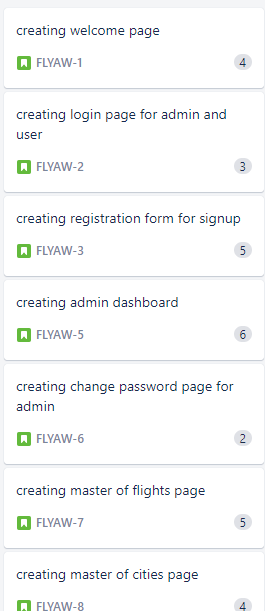 creating welcome page
FLYAW-1 4
creating login page for admin and
user
FLYAW-2 3
creating registration form for signup
FLYAW-3 5
creating admin dashboard
FLYAW-5 6
creating change password page for
admin
FLYAW-6 2
creating master of flights page
FLYAW-7 5
creating master of cities page
FLYAW-8 4